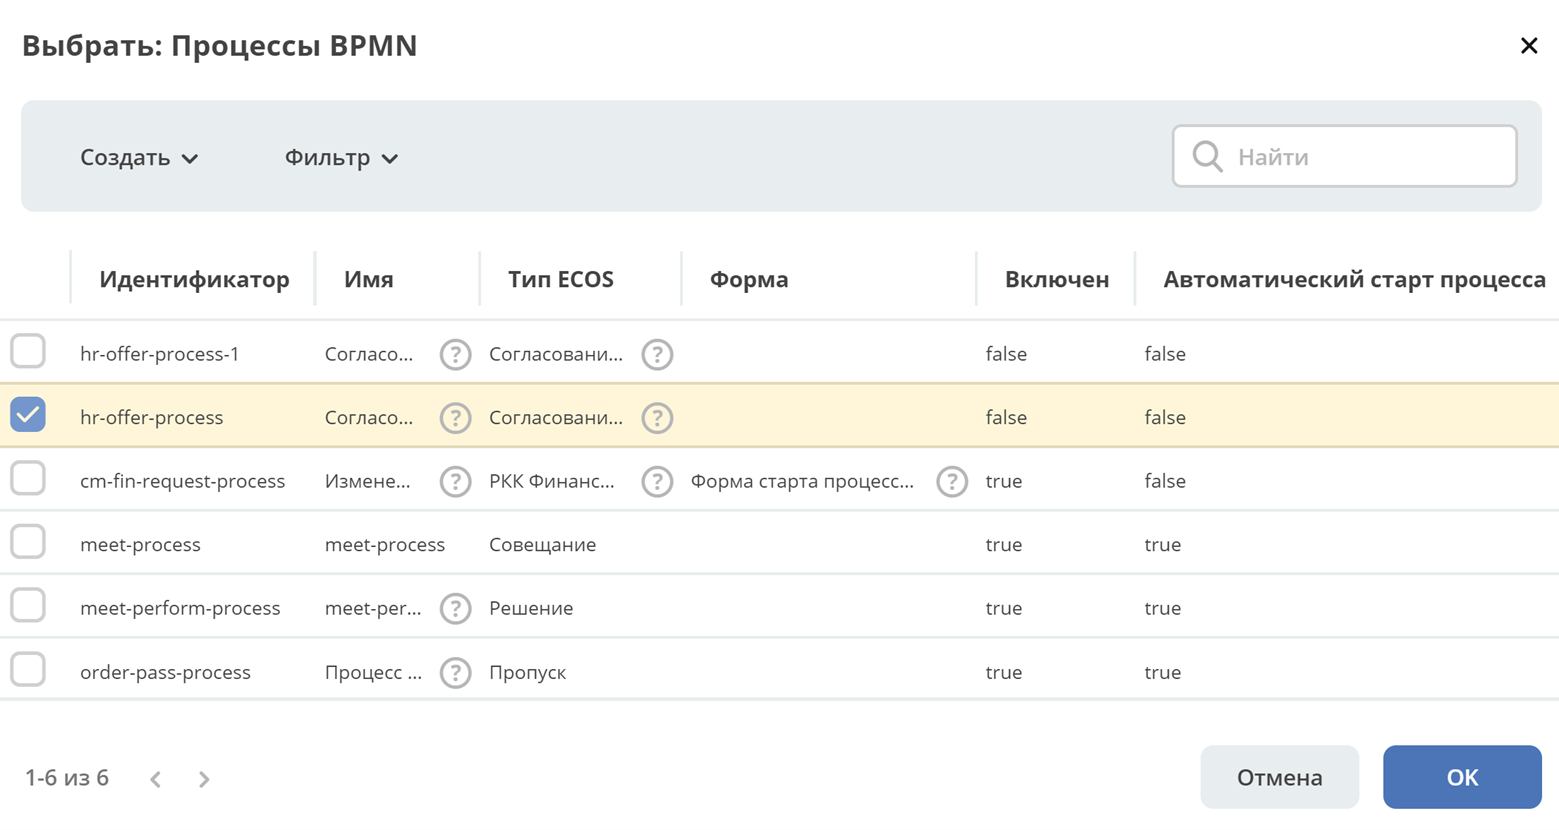 Выбрать: Процессы BPMN
Создать Фильтр Найти
Идентификатор Имя Тип ECOS Форма Включен Автоматический старт процесса
hr-offer-process-1 Согласо... ? Согласовани... ? false false
hr-offer-process Согласо... ? Согласовани... ? false false
cm-fin-request-process Измене... ? РКК Финанс... ? Форма старта процесс... ? true false
meet-process meet-process Совещание true true
meet-perform-process meet-per... ? Решение true true
order-pass-process Процесс ... ? Пропуск true true
1-6 из 6 Отмена OK